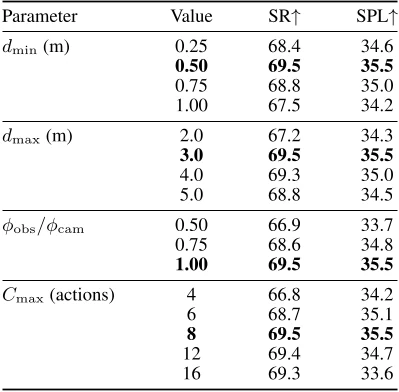 Parameter Value SR↑ SPL↑
d_min (m) 0.25 68.4 34.6
0.50 69.5 35.5
0.75 68.8 35.0
1.00 67.5 34.2
d_max (m) 2.0 67.2 34.3
3.0 69.5 35.5
4.0 69.3 35.0
5.0 68.8 34.5
ϕ_obs/ϕ_cam 0.50 66.9 33.7
0.75 68.6 34.8
1.00 69.5 35.5
C_max (actions) 4 66.8 34.2
6 68.7 35.1
8 69.5 35.5
12 69.4 34.7
16 69.3 33.6